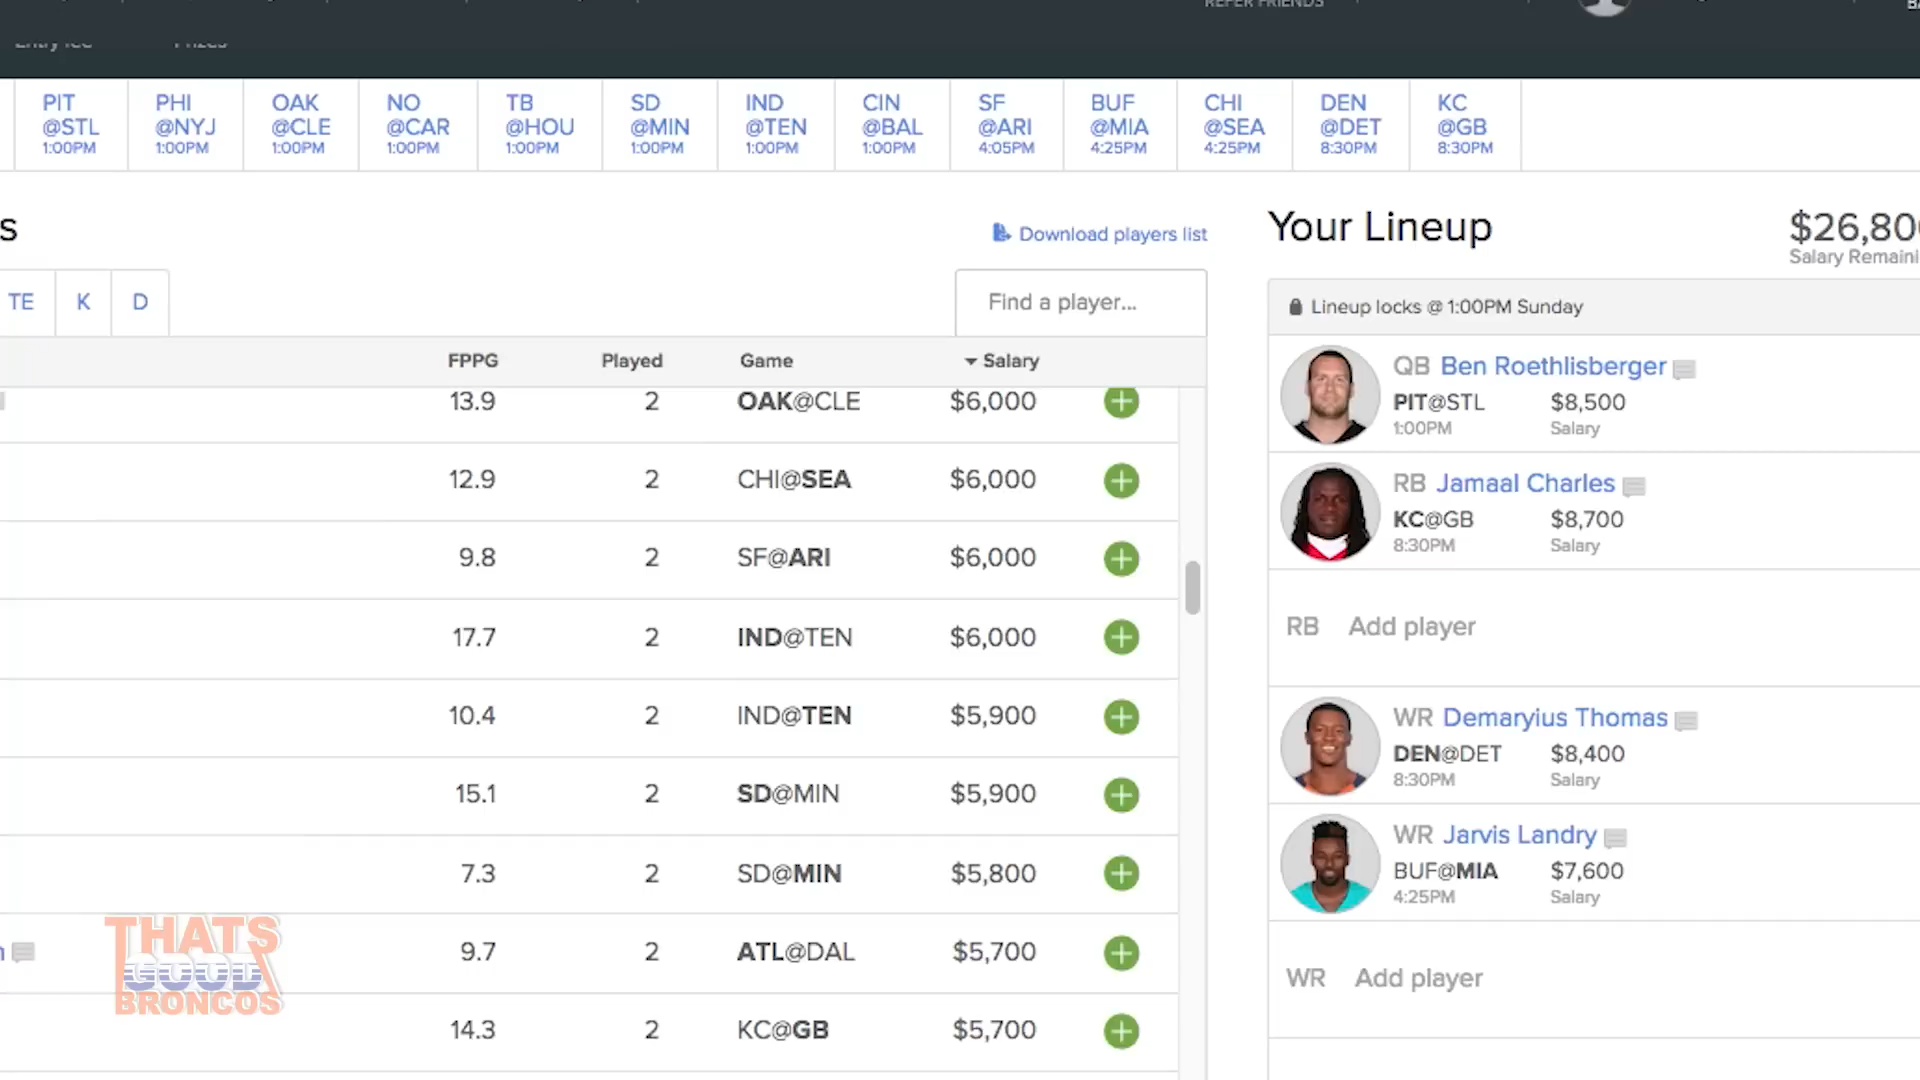 REFER FRIENDS
Entry fee Prizes
PIT @STL 1:00PM
PHI @NYJ 1:00PM
OAK @CLE 1:00PM
NO @CAR 1:00PM
TB @HOU 1:00PM
SD @MIN 1:00PM
IND @TEN 1:00PM
CIN @BAL 1:00PM
SF @ARI 4:05PM
BUF @MIA 4:25PM
CHI @SEA 4:25PM
DEN @DET 8:30PM
KC @GB 8:30PM
s
Download players list
TE K D
Find a player...
FPPG Played Game Salary
13.9 2 OAK@CLE $6,000
12.9 2 CHI@SEA $6,000
9.8 2 SF@ARI $6,000
17.7 2 IND@TEN $6,000
10.4 2 IND@TEN $5,900
15.1 2 SD@MIN $5,900
7.3 2 SD@MIN $5,800
9.7 2 ATL@DAL $5,700
14.3 2 KC@GB $5,700
THATS
GOOD
BRONCOS
Your Lineup
$26,80
Salary Remaini
Lineup locks @ 1:00PM Sunday
QB Ben Roethlisberger
PIT@STL $8,500
1:00PM Salary
RB Jamaal Charles
KC@GB $8,700
8:30PM Salary
RB Add player
WR Demaryius Thomas
DEN@DET $8,400
8:30PM Salary
WR Jarvis Landry
BUF@MIA $7,600
4:25PM Salary
WR Add player